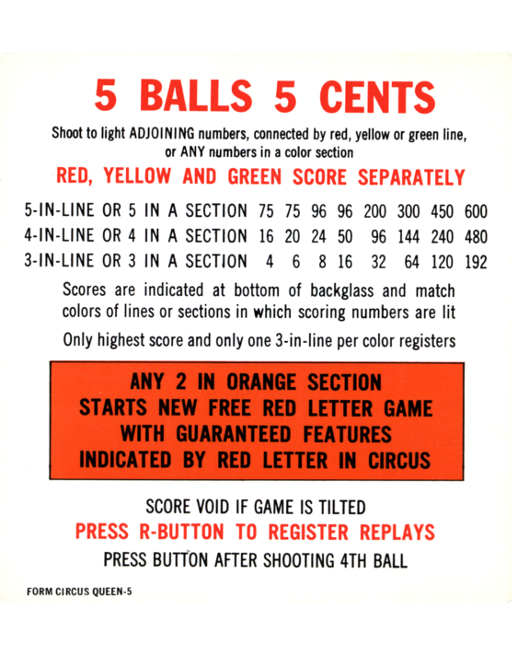 5 BALLS 5 CENTS
Shoot to light ADJOINING numbers, connected by red, yellow or green line,
or ANY numbers in a color section
RED, YELLOW AND GREEN SCORE SEPARATELY
5-IN-LINE OR 5 IN A SECTION 75 75 96 96 200 300 450 600
4-IN-LINE OR 4 IN A SECTION 16 20 24 50 96 144 240 480
3-IN-LINE OR 3 IN A SECTION 4 6 8 16 32 64 120 192
Scores are indicated at bottom of backglass and match
colors of lines or sections in which scoring numbers are lit
Only highest score and only one 3-in-line per color registers
ANY 2 IN ORANGE SECTION
STARTS NEW FREE RED LETTER GAME
WITH GUARANTEED FEATURES
INDICATED BY RED LETTER IN CIRCUS
SCORE VOID IF GAME IS TILTED
PRESS R-BUTTON TO REGISTER REPLAYS
PRESS BUTTON AFTER SHOOTING 4TH BALL
FORM CIRCUS QUEEN-5